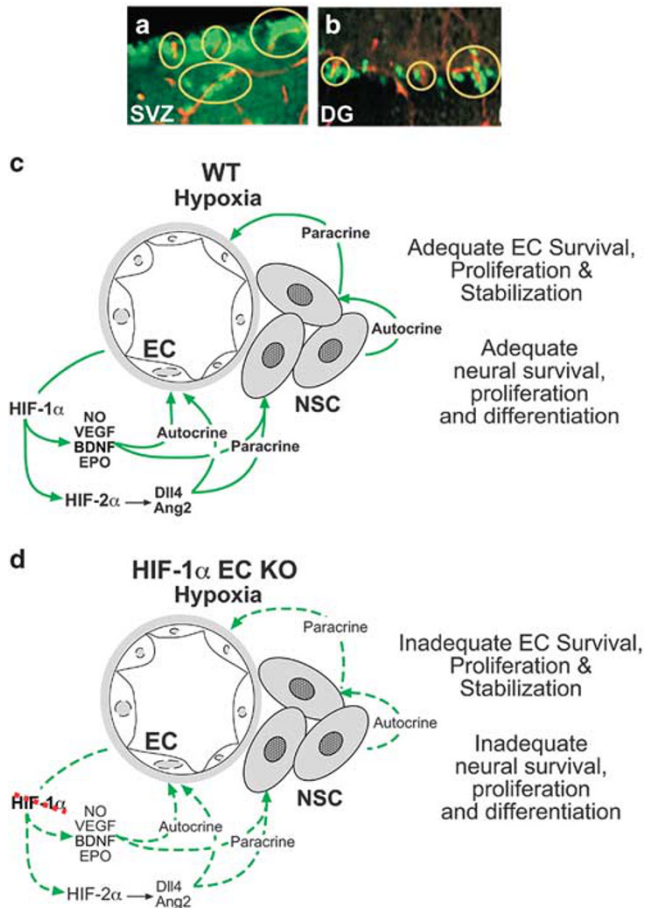 a
b
SVZ
DG
c
WT
Hypoxia
Paracrine
Autocrine
EC
NSC
HIF-1α
NO
VEGF
BDNF
EPO
Autocrine
Paracrine
HIF-2α → Dll4
Ang2
Adequate EC Survival,
Proliferation &
Stabilization
Adequate
neural survival,
proliferation
and differentiation
d
HIF-1α EC KO
Hypoxia
Paracrine
Autocrine
EC
NSC
HIF-1α
NO
VEGF
BDNF
EPO
Autocrine
Paracrine
HIF-2α → Dll4
Ang2
Inadequate EC Survival,
Proliferation &
Stabilization
Inadequate
neural survival,
proliferation
and differentiation